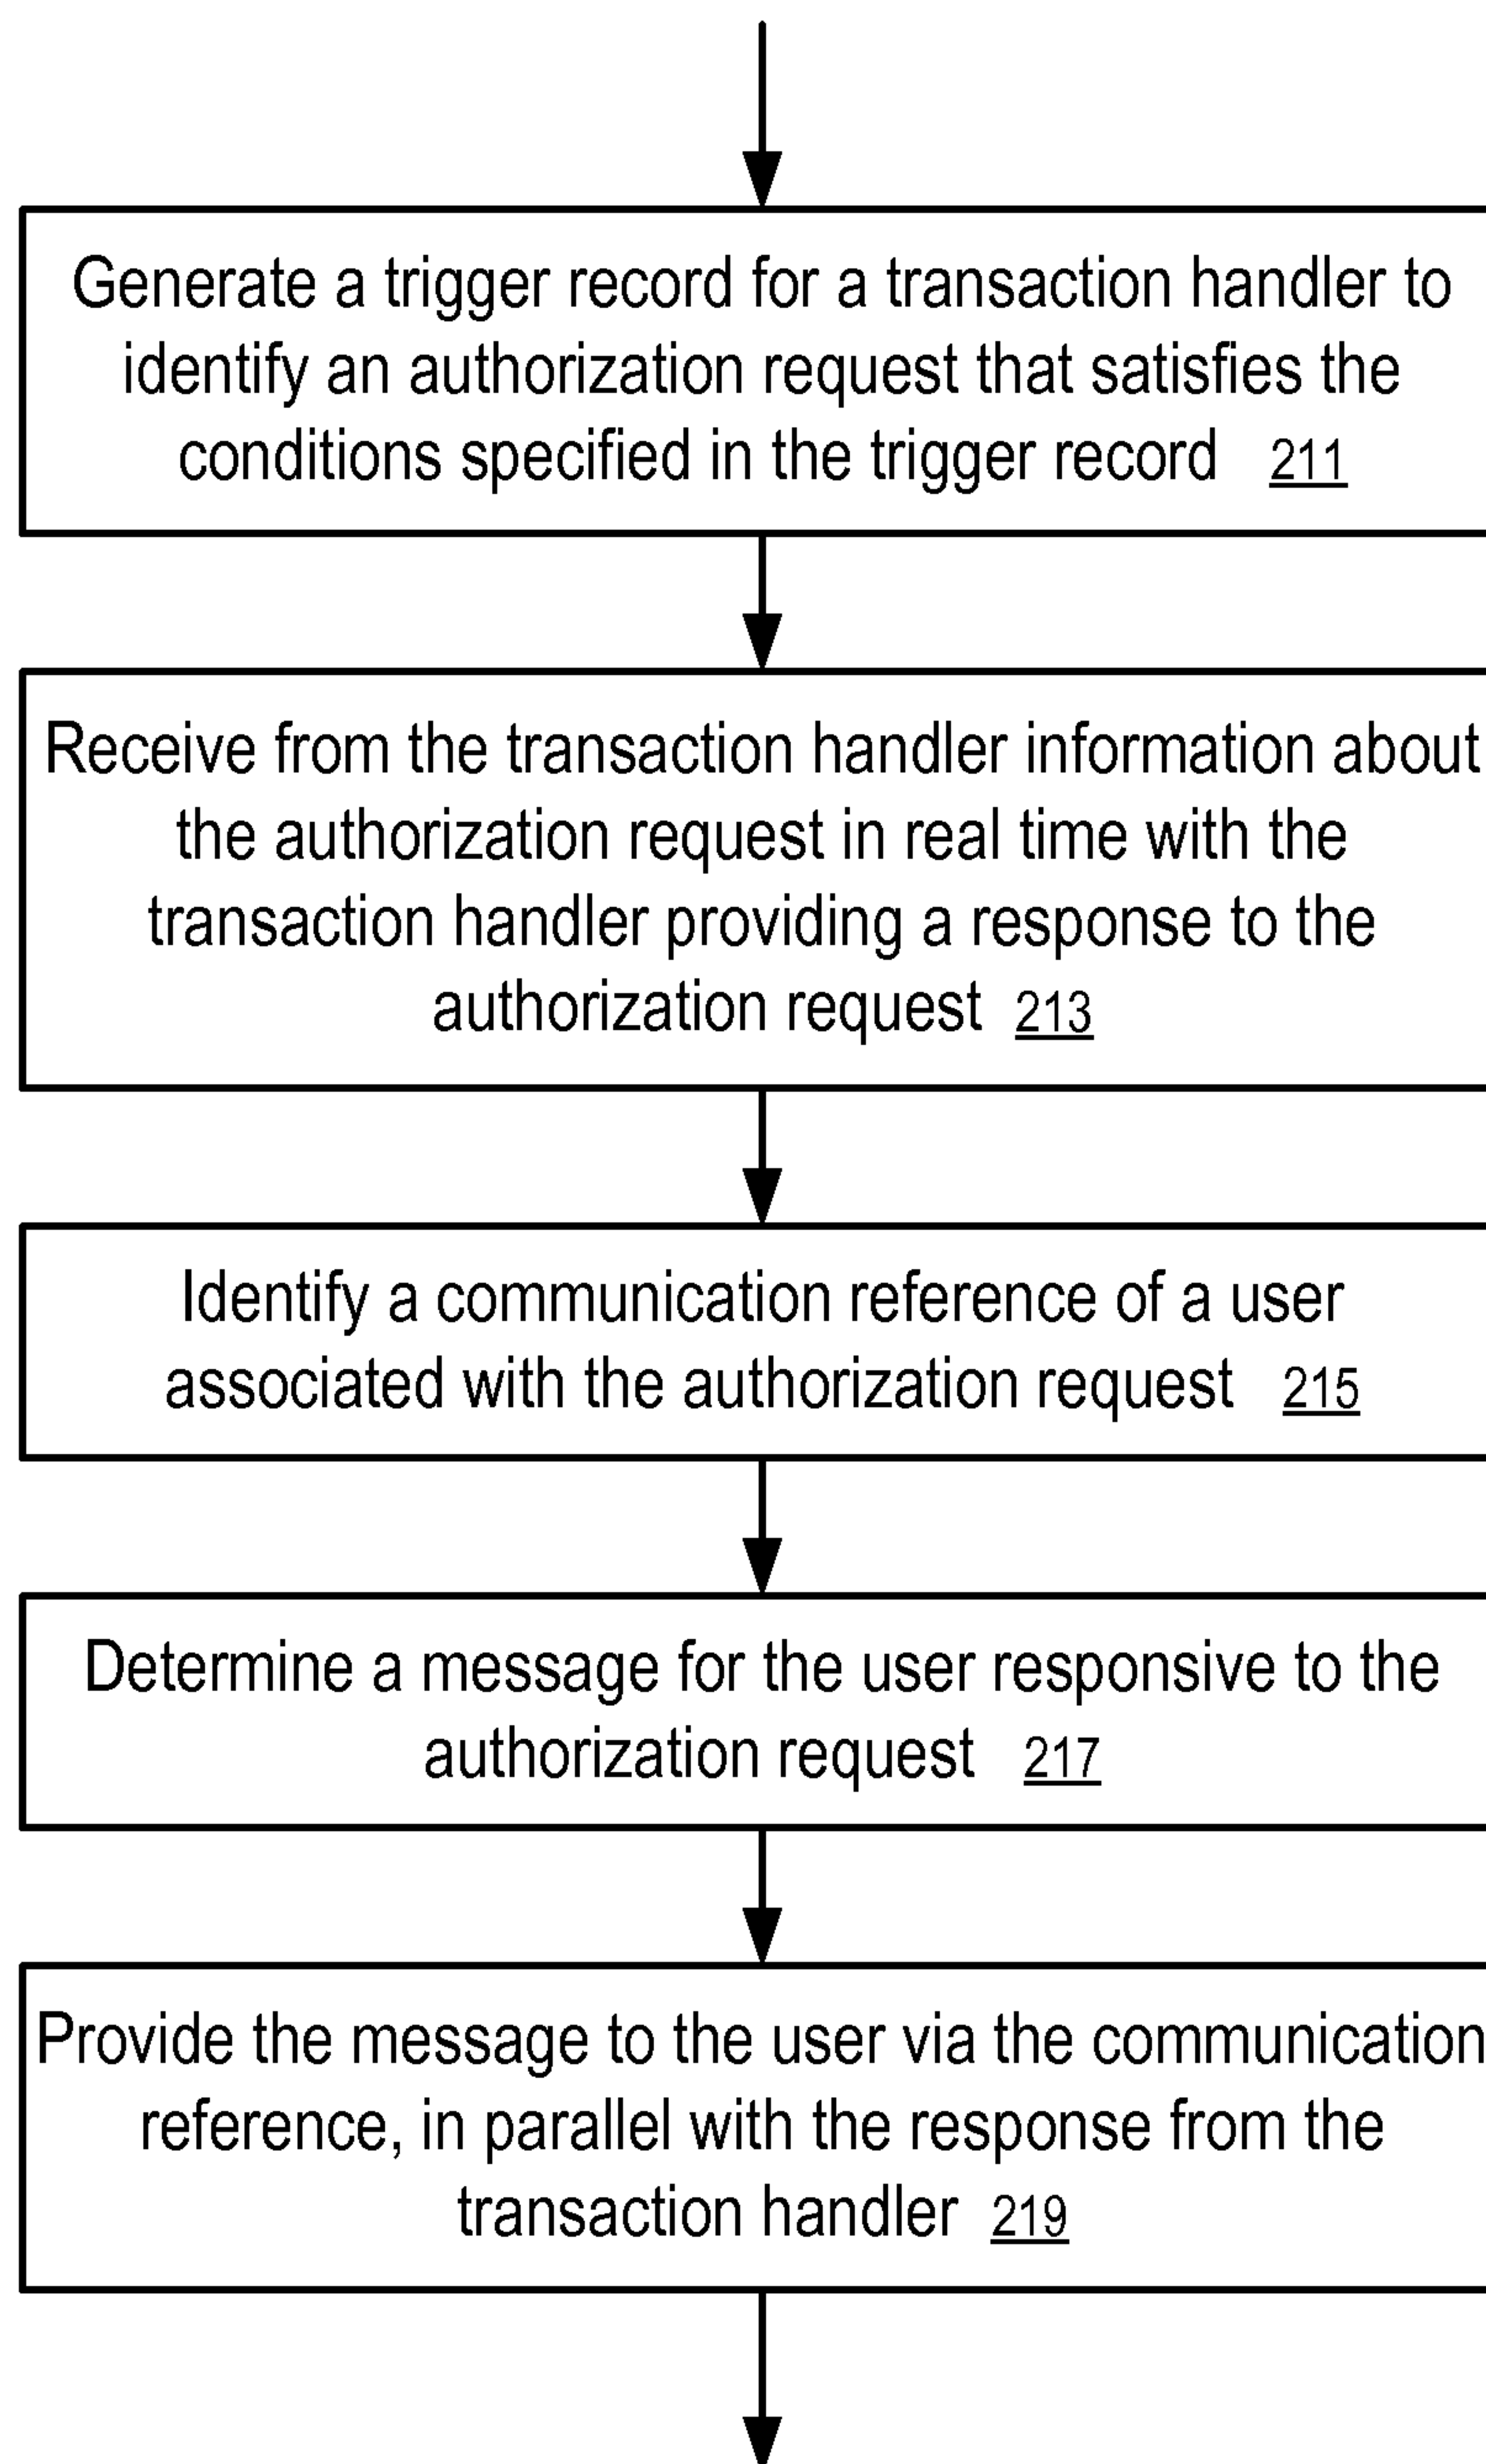 Generate a trigger record for a transaction handler to
identify an authorization request that satisfies the
conditions specified in the trigger record 211
Receive from the transaction handler information about
the authorization request in real time with the
transaction handler providing a response to the
authorization request 213
Identify a communication reference of a user
associated with the authorization request 215
Determine a message for the user responsive to the
authorization request 217
Provide the message to the user via the communication
reference, in parallel with the response from the
transaction handler 219